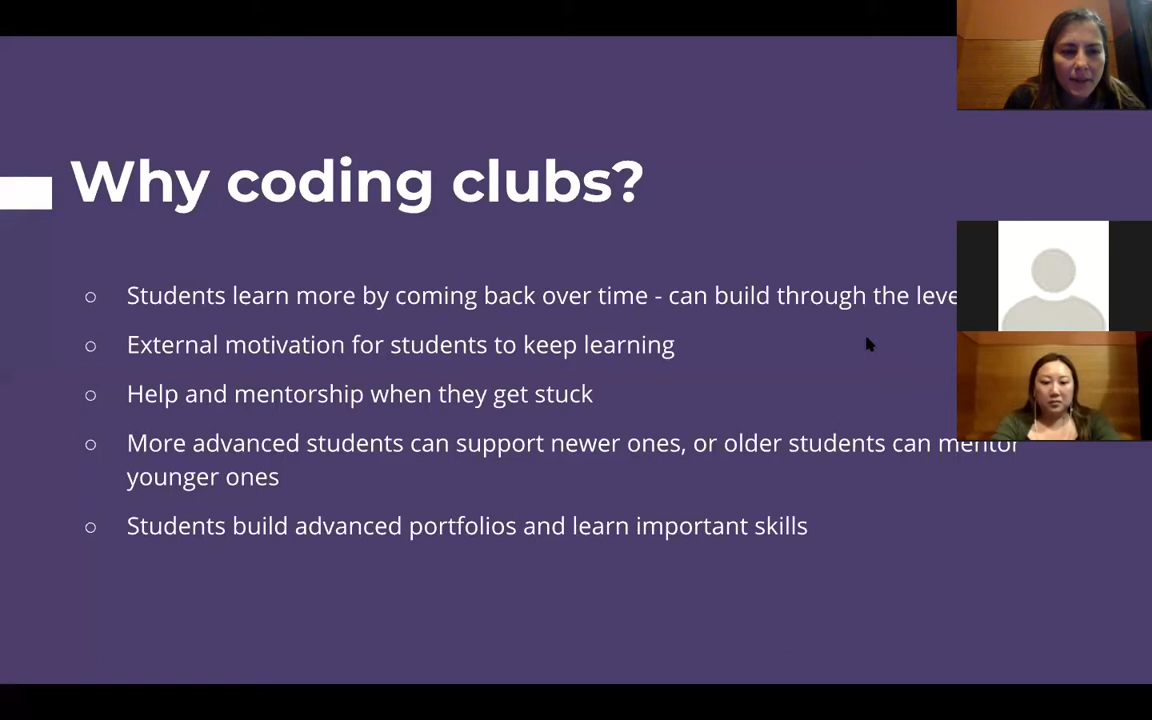 Why coding clubs?
Students learn more by coming back over time - can build through the
External motivation for students to keep learning
Help and mentorship when they get stuck
More advanced students can support newer ones, or older students can mentor
younger ones
Students build advanced portfolios and learn important skills